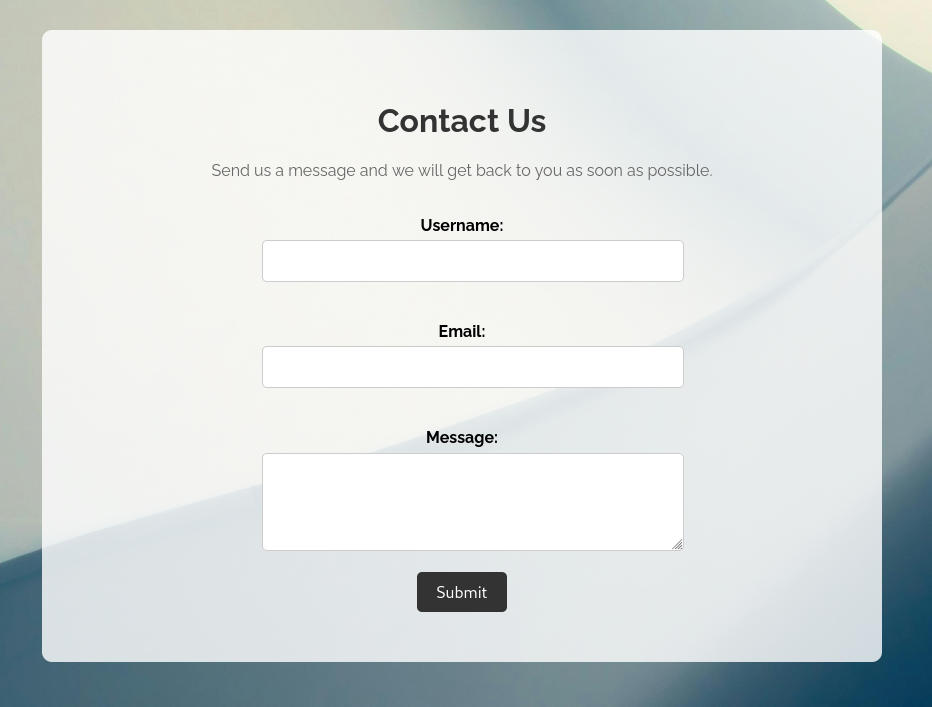 Contact Us
Send us a message and we will get back to you as soon as possible.
Username:
Email:
Message:
Submit